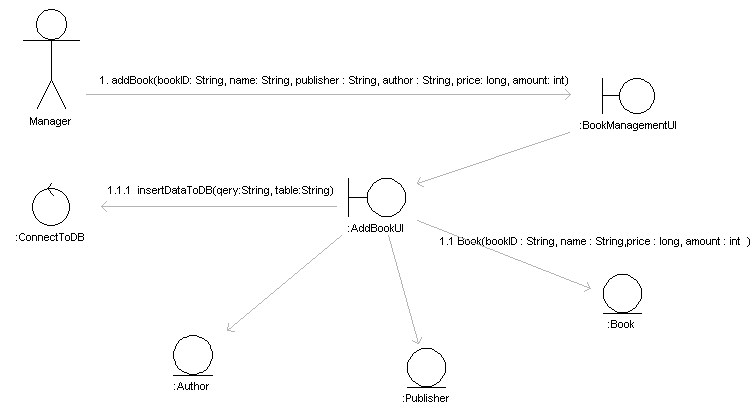 1. addBook(bookID: String, name: String, publisher : String, author : String, price: long, amount: int)
Manager
:BookManagementUI
1.1.1 insertDataToDB(qery:String, table:String)
:ConnectToDB
:AddBookUI
1.1 Book(bookID : String, name : String,price : long, amount : int )
:Book
:Author
:Publisher